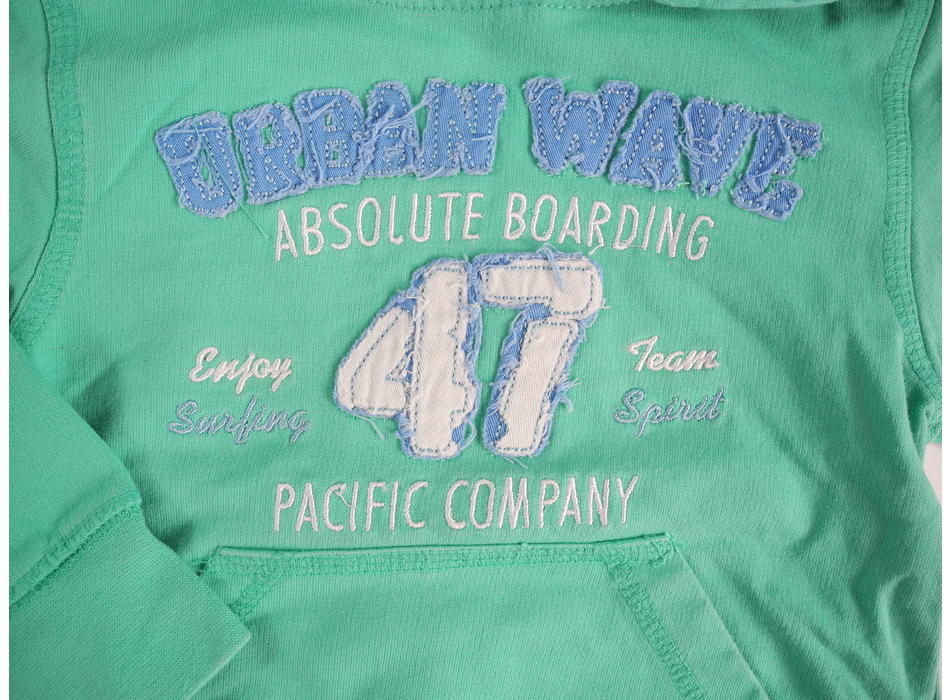 URBAN WAVE
ABSOLUTE BOARDING
47
Enjoy
Surfing
Team
Spirit
PACIFIC COMPANY